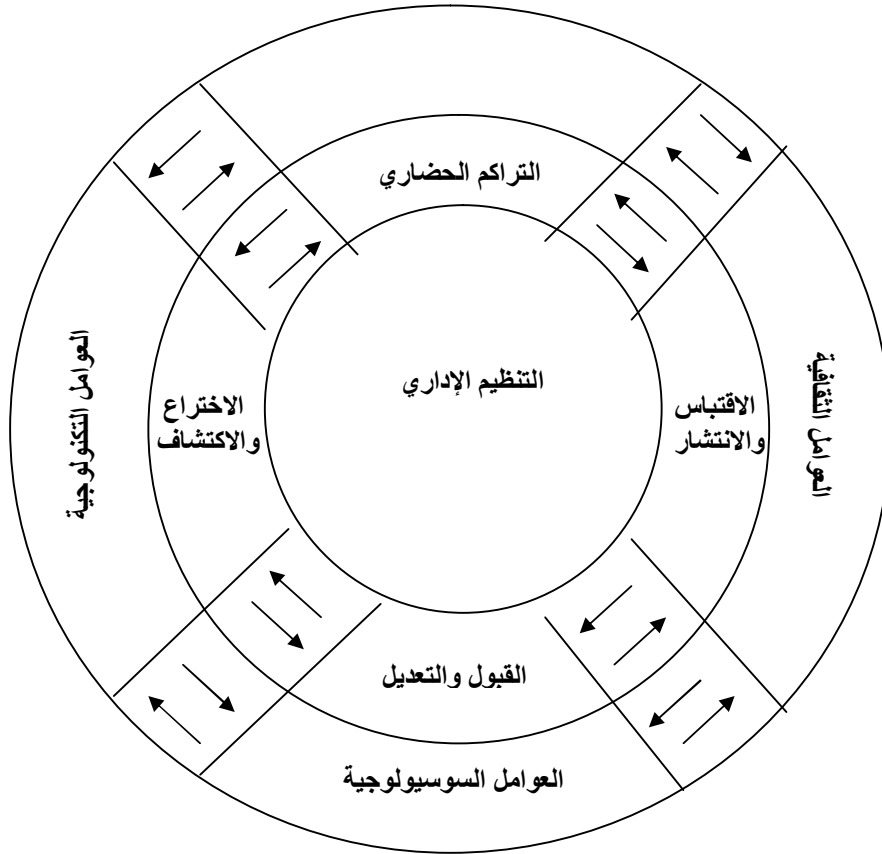 التراكم الحضاري
العوامل الثقافية
الاقتباس
والانتشار
التنظيم الإداري
الاختراع
والاكتشاف
العوامل التكنولوجية
القبول والتعديل
العوامل السوسيولوجية